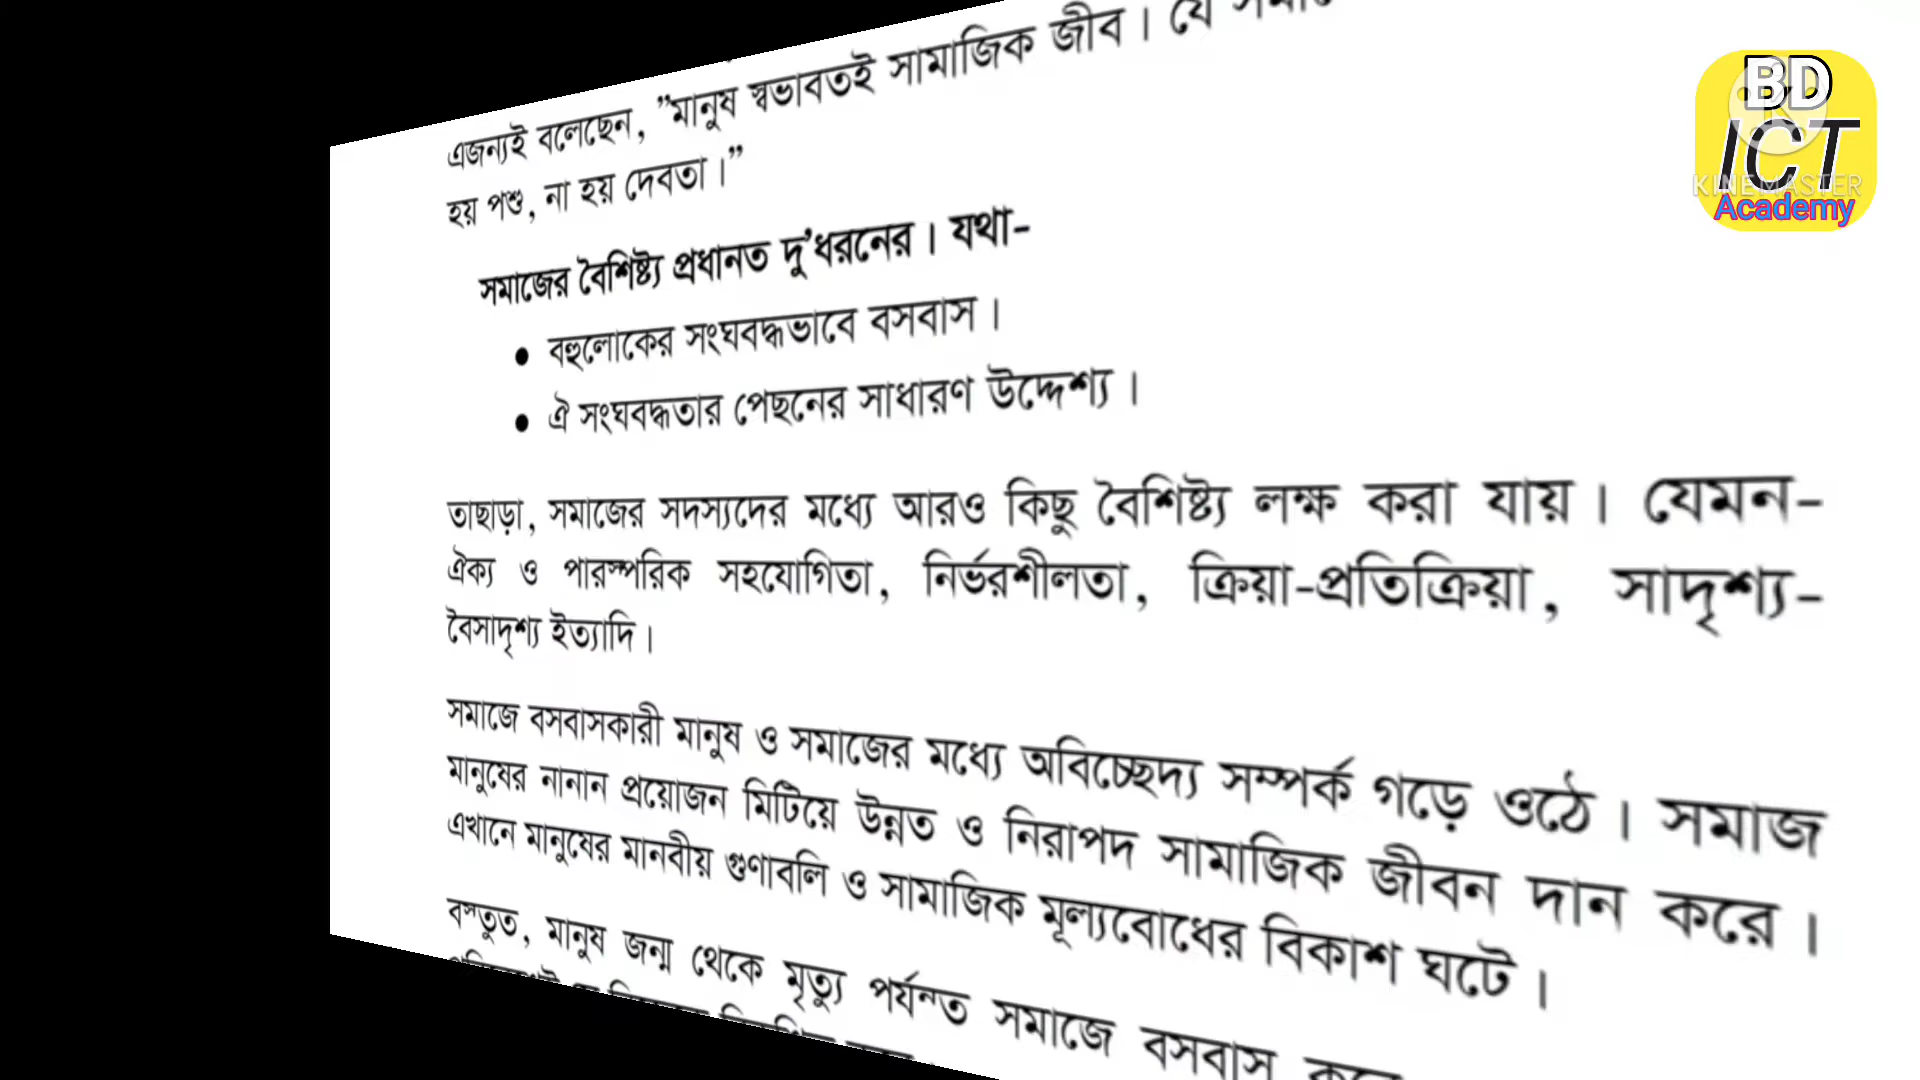 এজন্যই বলেছেন, ”মানুষ স্বভাবতই সামাজিক জীব। যে
হয় পশু, না হয় দেবতা।”
সমাজের বৈশিষ্ট্য প্রধানত দু’ধরনের। যথা-
• বহুলোকের সংঘবদ্ধভাবে বসবাস।
• ঐ সংঘবদ্ধতার পেছনের সাধারণ উদ্দেশ্য।
তাছাড়া, সমাজের সদস্যদের মধ্যে আরও কিছু বৈশিষ্ট্য লক্ষ করা যায়। যেমন-
ঐক্য ও পারস্পরিক সহযোগিতা, নির্ভরশীলতা, ক্রিয়া-প্রতিক্রিয়া, সাদৃশ্য-
বৈসাদৃশ্য ইত্যাদি।
সমাজে বসবাসকারী মানুষ ও সমাজের মধ্যে অবিচ্ছেদ্য সম্পর্ক গড়ে ওঠে। সমাজ
মানুষের নানান প্রয়োজন মিটিয়ে উন্নত ও নিরাপদ সামাজিক জীবন দান করে।
এখানে মানুষের মানবীয় গুণাবলি ও সামাজিক মূল্যবোধের বিকাশ ঘটে।
বস্তুত, মানুষ জন্ম থেকে মৃত্যু পর্যন্ত সমাজে বসবাস
BD
ICT
KINEMASTER
Academy